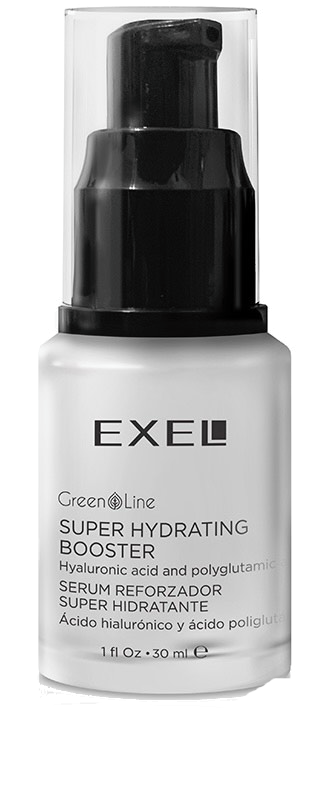 EXEL
Green Line
SUPER HYDRATING
BOOSTER
Hyaluronic acid and polyglutamic
SERUM REFORZADOR
SUPER HIDRATANTE
Ácido hialurónico y ácido poliglut
1 fl Oz • 30 ml ℮